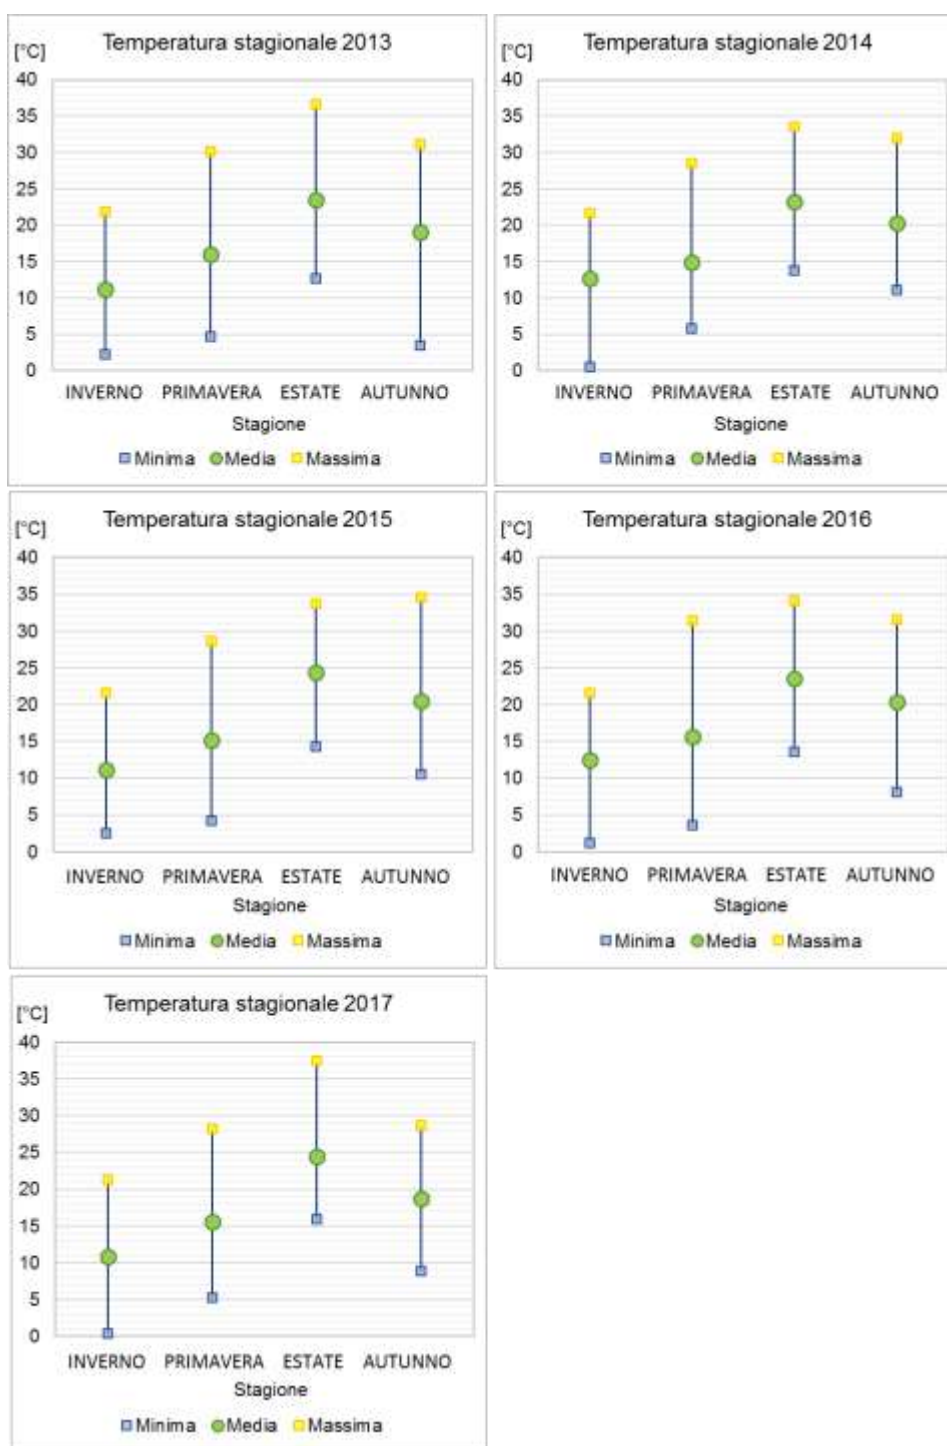 Temperatura stagionale 2013
[°C]
40
35
30
25
20
15
10
5
0
INVERNO PRIMAVERA ESTATE AUTUNNO
Stagione
Minima Media Massima
Temperatura stagionale 2014
[°C]
40
35
30
25
20
15
10
5
0
INVERNO PRIMAVERA ESTATE AUTUNNO
Stagione
Minima Media Massima
Temperatura stagionale 2015
[°C]
40
35
30
25
20
15
10
5
0
INVERNO PRIMAVERA ESTATE AUTUNNO
Stagione
Minima Media Massima
Temperatura stagionale 2016
[°C]
40
35
30
25
20
15
10
5
0
INVERNO PRIMAVERA ESTATE AUTUNNO
Stagione
Minima Media Massima
Temperatura stagionale 2017
[°C]
40
35
30
25
20
15
10
5
0
INVERNO PRIMAVERA ESTATE AUTUNNO
Stagione
Minima Media Massima